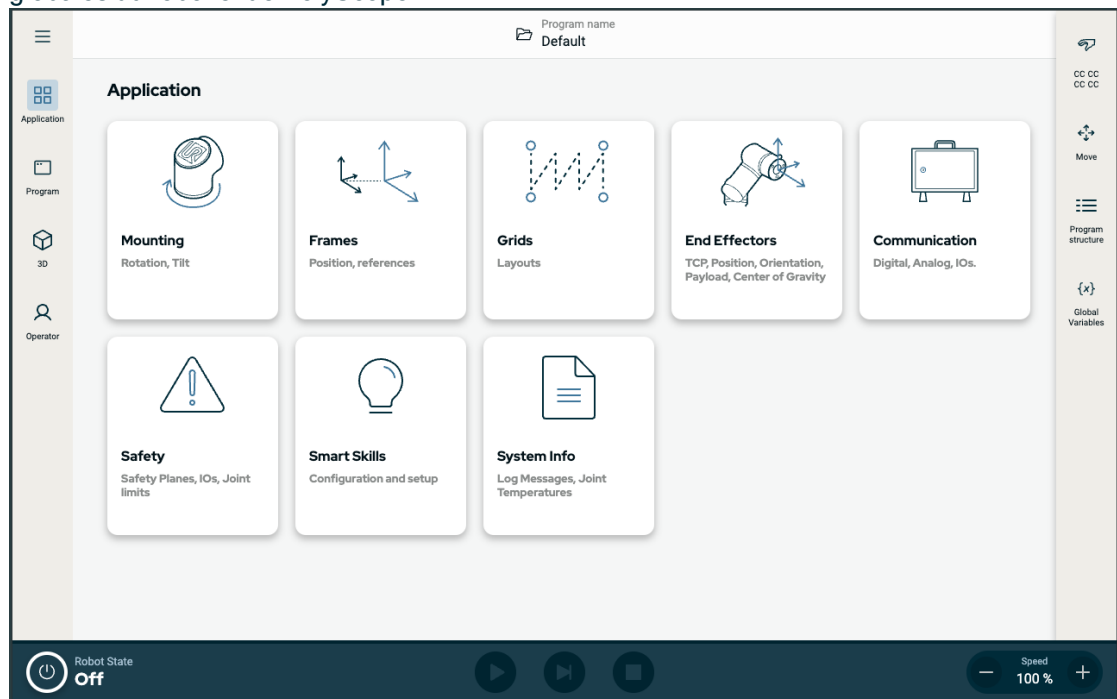 Program name
Default
Application
Application
Program
3D
Operator
Mounting
Rotation, Tilt
Frames
Position, references
Grids
Layouts
End Effectors
TCP, Position, Orientation,
Payload, Center of Gravity
Communication
Digital, Analog, IOs.
Safety
Safety Planes, IOs, Joint
limits
Smart Skills
Configuration and setup
System Info
Log Messages, Joint
Temperatures
CC CC
CC CC
Move
Program
structure
{x}
Global
Variables
Robot State
Off
Speed
100 %